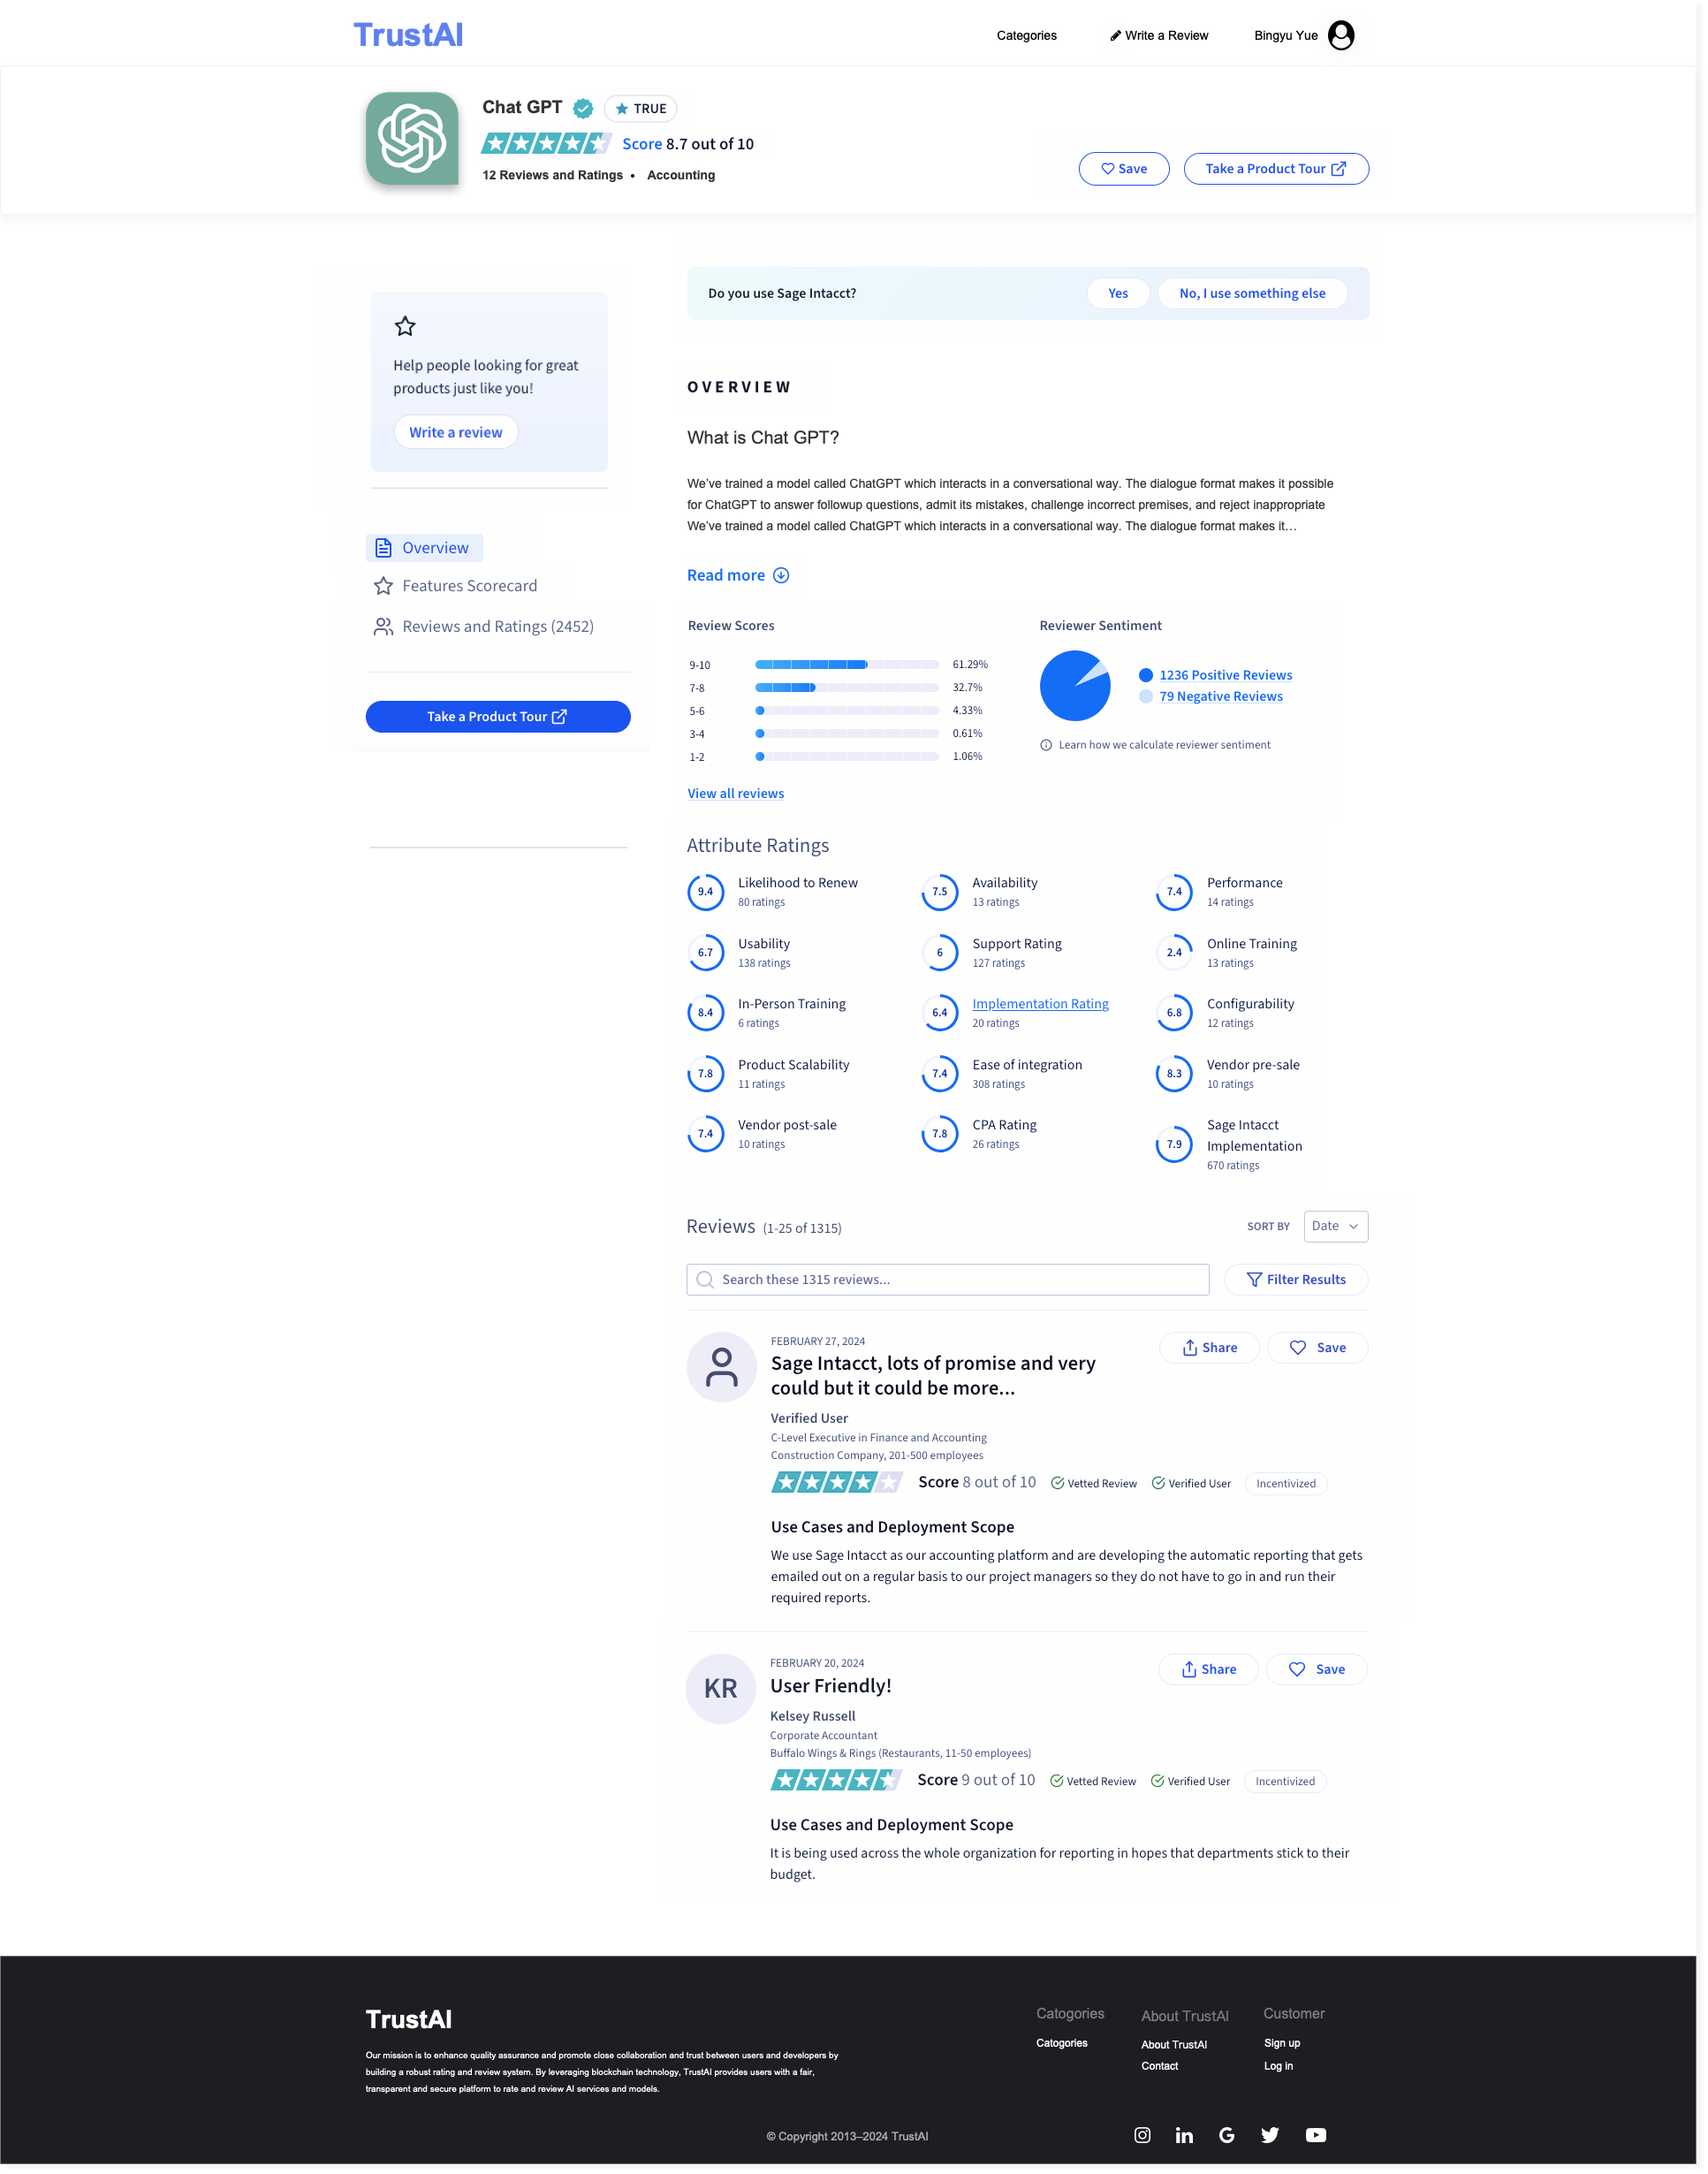 TrustAI
Categories
Write a Review
Bingyu Yue
Chat GPT
TRUE
Score 8.7 out of 10
12 Reviews and Ratings • Accounting
Save
Take a Product Tour
Do you use Sage Intacct?
Yes
No, I use something else
Help people looking for great
products just like you!
Write a review
Overview
Features Scorecard
Reviews and Ratings (2452)
Take a Product Tour
OVERVIEW
What is Chat GPT?
We've trained a model called ChatGPT which interacts in a conversational way. The dialogue format makes it possible
for ChatGPT to answer followup questions, admit its mistakes, challenge incorrect premises, and reject inappropriate
We've trained a model called ChatGPT which interacts in a conversational way. The dialogue format makes it…
Read more
Review Scores
9-10 61.29%
7-8 32.7%
5-6 4.33%
3-4 0.61%
1-2 1.06%
View all reviews
Reviewer Sentiment
1236 Positive Reviews
79 Negative Reviews
Learn how we calculate reviewer sentiment
Attribute Ratings
9.4 Likelihood to Renew
80 ratings
7.5 Availability
13 ratings
7.4 Performance
14 ratings
6.7 Usability
138 ratings
6 Support Rating
127 ratings
2.4 Online Training
13 ratings
8.4 In-Person Training
6 ratings
6.4 Implementation Rating
20 ratings
6.8 Configurability
12 ratings
7.8 Product Scalability
11 ratings
7.4 Ease of integration
308 ratings
8.3 Vendor pre-sale
10 ratings
7.4 Vendor post-sale
10 ratings
7.8 CPA Rating
26 ratings
7.9 Sage Intacct
Implementation
670 ratings
Reviews (1-25 of 1315)
SORT BY
Date
Search these 1315 reviews...
Filter Results
FEBRUARY 27, 2024
Share
Save
Sage Intacct, lots of promise and very
could but it could be more...
Verified User
C-Level Executive in Finance and Accounting
Construction Company, 201-500 employees
Score 8 out of 10
Vetted Review
Verified User
Incentivized
Use Cases and Deployment Scope
We use Sage Intacct as our accounting platform and are developing the automatic reporting that gets
emailed out on a regular basis to our project managers so they do not have to go in and run their
required reports.
KR
FEBRUARY 20, 2024
Share
Save
User Friendly!
Kelsey Russell
Corporate Accountant
Buffalo Wings & Rings (Restaurants, 11-50 employees)
Score 9 out of 10
Vetted Review
Verified User
Incentivized
Use Cases and Deployment Scope
It is being used across the whole organization for reporting in hopes that departments stick to their
budget.
TrustAI
Our mission is to enhance quality assurance and promote close collaboration and trust between users and developers by
building a robust rating and review system. By leveraging blockchain technology, TrustAI provides users with a fair,
transparent and secure platform to rate and review AI services and models.
Catogories
Catogories
About TrustAI
About TrustAI
Contact
Customer
Sign up
Log in
© Copyright 2013–2024 TrustAI